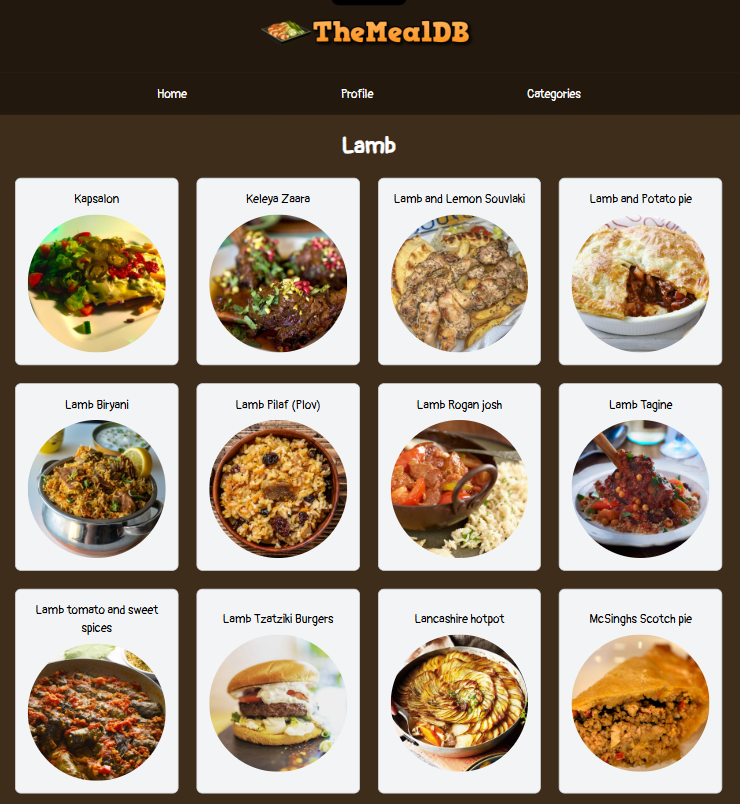 TheMealDB
Home Profile Categories
Lamb
Kapsalon
Keleya Zaara
Lamb and Lemon Souvlaki
Lamb and Potato pie
Lamb Biryani
Lamb Pilaf (Plov)
Lamb Rogan josh
Lamb Tagine
Lamb tomato and sweet
spices
Lamb Tzatziki Burgers
Lancashire hotpot
McSinghs Scotch pie